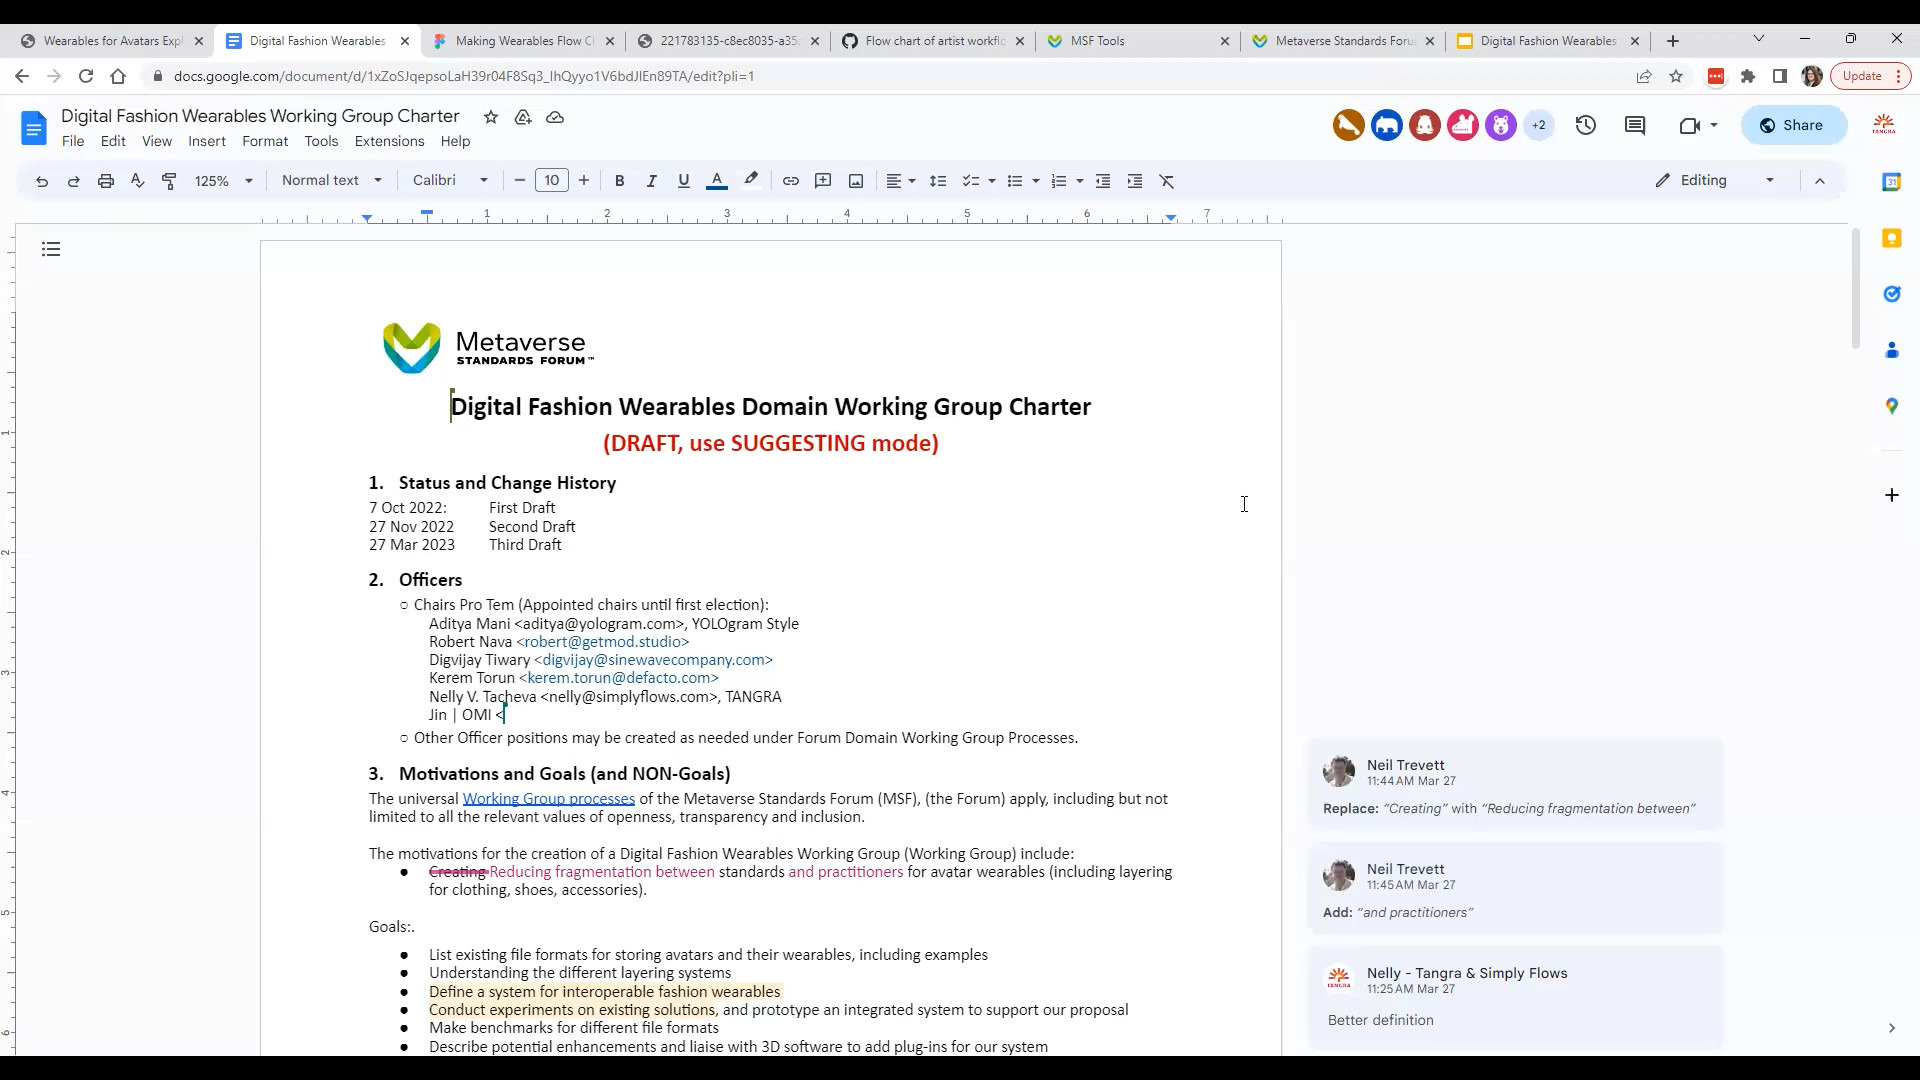 Wearables for Avatars Expl
Digital Fashion Wearables
Making Wearables Flow C
221783135-c8ec8035-a35a
Flow chart of artist workflo
MSF Tools
Metaverse Standards Foru
Digital Fashion Wearables
docs.google.com/document/d/1xZoSJqepsoLaH39r04F8Sq3_IhQyyo1V6bdJIEn89TA/edit?pli=1
Update
Digital Fashion Wearables Working Group Charter
+2
Share
TANGRA
File Edit View Insert Format Tools Extensions Help
125% Normal text Calibri 10 B I U A Editing
31
1 2 3 4 5 6 7
Metaverse
STANDARDS FORUM™
Digital Fashion Wearables Domain Working Group Charter
(DRAFT, use SUGGESTING mode)
1. Status and Change History
7 Oct 2022: First Draft
27 Nov 2022 Second Draft
27 Mar 2023 Third Draft
2. Officers
○ Chairs Pro Tem (Appointed chairs until first election):
Aditya Mani <aditya@yologram.com>, YOLOgram Style
Robert Nava <robert@getmod.studio>
Digvijay Tiwary <digvijay@sinewavecompany.com>
Kerem Torun <kerem.torun@defacto.com>
Nelly V. Tacheva <nelly@simplyflows.com>, TANGRA
Jin | OMI <
○ Other Officer positions may be created as needed under Forum Domain Working Group Processes.
3. Motivations and Goals (and NON-Goals)
The universal Working Group processes of the Metaverse Standards Forum (MSF), (the Forum) apply, including but not
limited to all the relevant values of openness, transparency and inclusion.
The motivations for the creation of a Digital Fashion Wearables Working Group (Working Group) include:
● Creating Reducing fragmentation between standards and practitioners for avatar wearables (including layering
for clothing, shoes, accessories).
Goals:.
● List existing file formats for storing avatars and their wearables, including examples
● Understanding the different layering systems
● Define a system for interoperable fashion wearables
● Conduct experiments on existing solutions, and prototype an integrated system to support our proposal
● Make benchmarks for different file formats
● Describe potential enhancements and liaise with 3D software to add plug-ins for our system
1
2
3
4
5
6
Neil Trevett
11:44 AM Mar 27
Replace: “Creating” with “Reducing fragmentation between”
Neil Trevett
11:45 AM Mar 27
Add: “and practitioners”
Nelly - Tangra & Simply Flows
11:25 AM Mar 27
Better definition